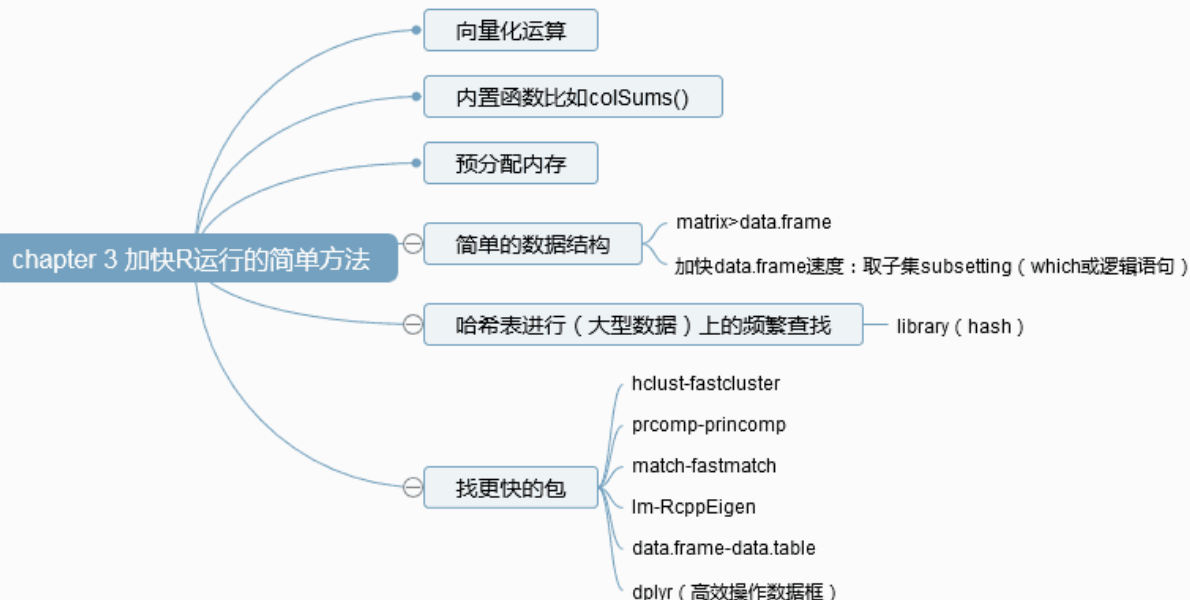 chapter 3 加快R运行的简单方法
向量化运算
内置函数比如colSums()
预分配内存
简单的数据结构
matrix>data.frame
加快data.frame速度：取子集subsetting（which或逻辑语句）
哈希表进行（大型数据）上的频繁查找
library（hash）
找更快的包
hclust-fastcluster
prcomp-princomp
match-fastmatch
lm-RcppEigen
data.frame-data.table
dplyr（高效操作数据框）